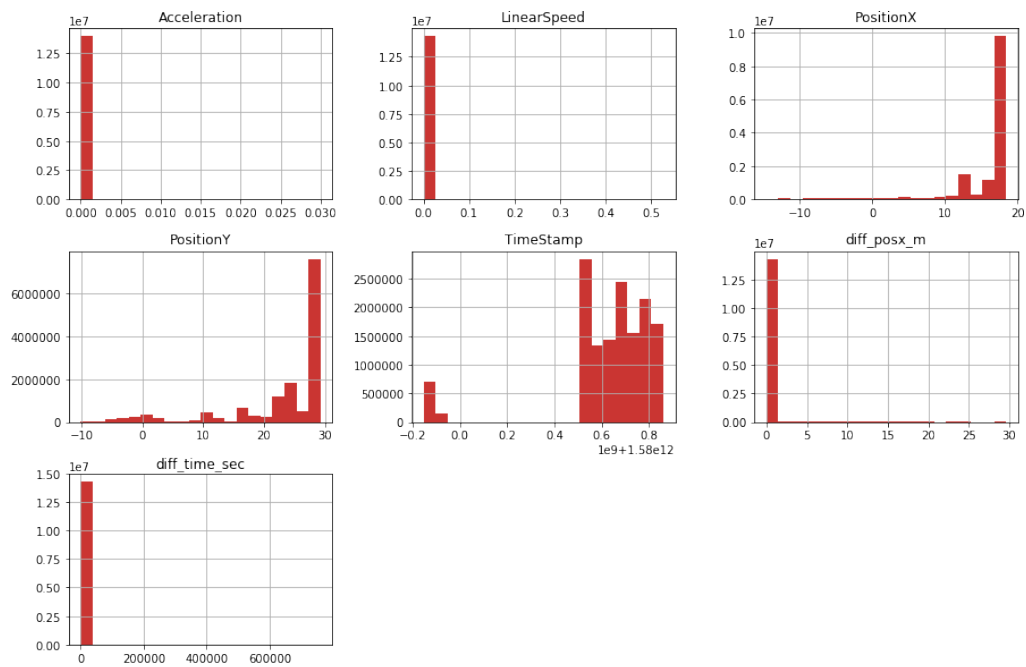 Acceleration
1e7
1.25
1.00
0.75
0.50
0.25
0.00
0.000 0.005 0.010 0.015 0.020 0.025 0.030
LinearSpeed
1e7
1.25
1.00
0.75
0.50
0.25
0.00
0.0 0.1 0.2 0.3 0.4 0.5
PositionX
1e7
1.0
0.8
0.6
0.4
0.2
0.0
−10 0 10 20
PositionY
6000000
4000000
2000000
0
−10 0 10 20 30
TimeStamp
2500000
2000000
1500000
1000000
500000
0
−0.2 0.0 0.2 0.4 0.6 0.8
1e9+1.58e12
diff_posx_m
1e7
1.25
1.00
0.75
0.50
0.25
0.00
0 5 10 15 20 25 30
diff_time_sec
1e7
1.50
1.25
1.00
0.75
0.50
0.25
0.00
0 200000 400000 600000